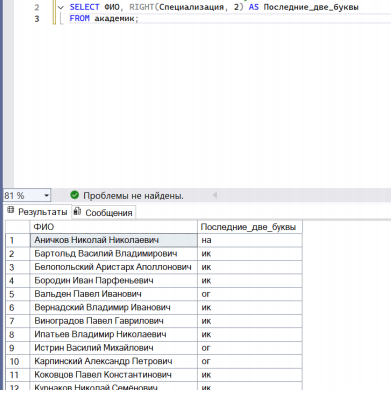 2 SELECT ФИО, RIGHT(Специализация, 2) AS Последние_две_буквы
3 FROM академик;
81 % Проблемы не найдены.
Результаты Сообщения
ФИО Последние_две_буквы
1 Аничков Николай Николаевич на
2 Бартольд Василий Владимирович ик
3 Белопольский Аристарх Аполлонович ик
4 Бородин Иван Парфеньевич ик
5 Вальден Павел Иванович ог
6 Вернадский Владимир Иванович ик
7 Виноградов Павел Гаврилович ик
8 Ипатьев Владимир Николаевич ик
9 Истрин Василий Михайлович ог
10 Карпинский Александр Петрович ог
11 Коковцов Павел Константинович ик
12 Курнаков Николай Семёнович ик